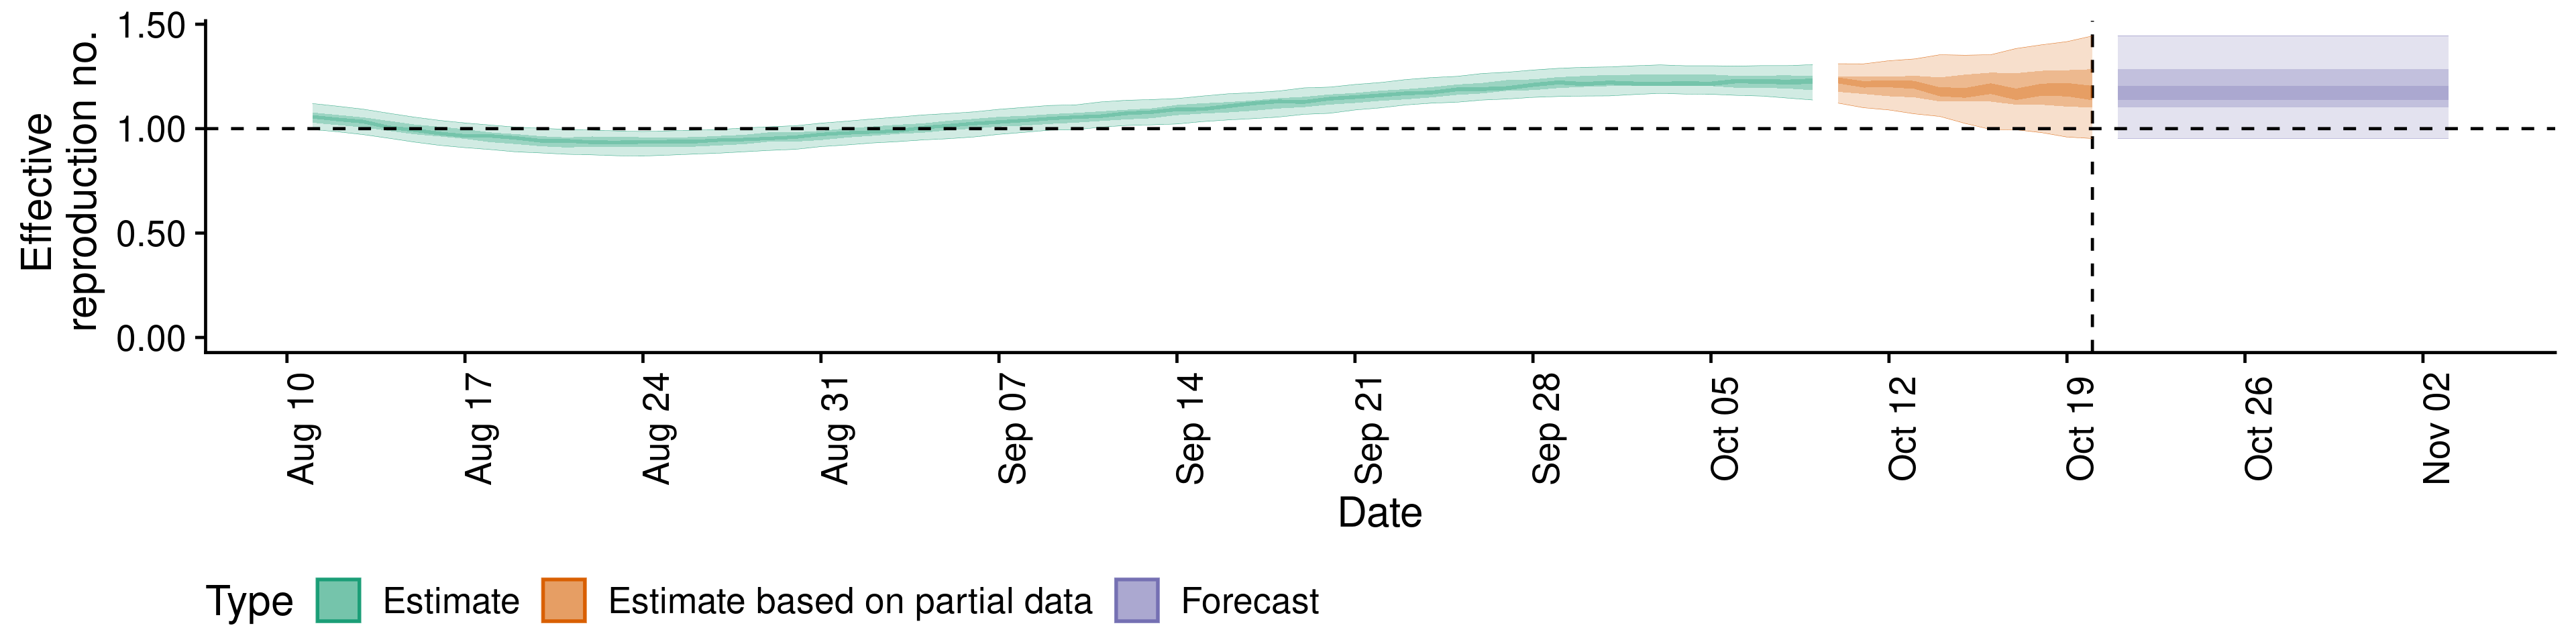 Effective
reproduction no.
1.50
1.00
0.50
0.00
Aug 10
Aug 17
Aug 24
Aug 31
Sep 07
Sep 14
Sep 21
Sep 28
Oct 05
Oct 12
Oct 19
Oct 26
Nov 02
Date
Type Estimate Estimate based on partial data Forecast